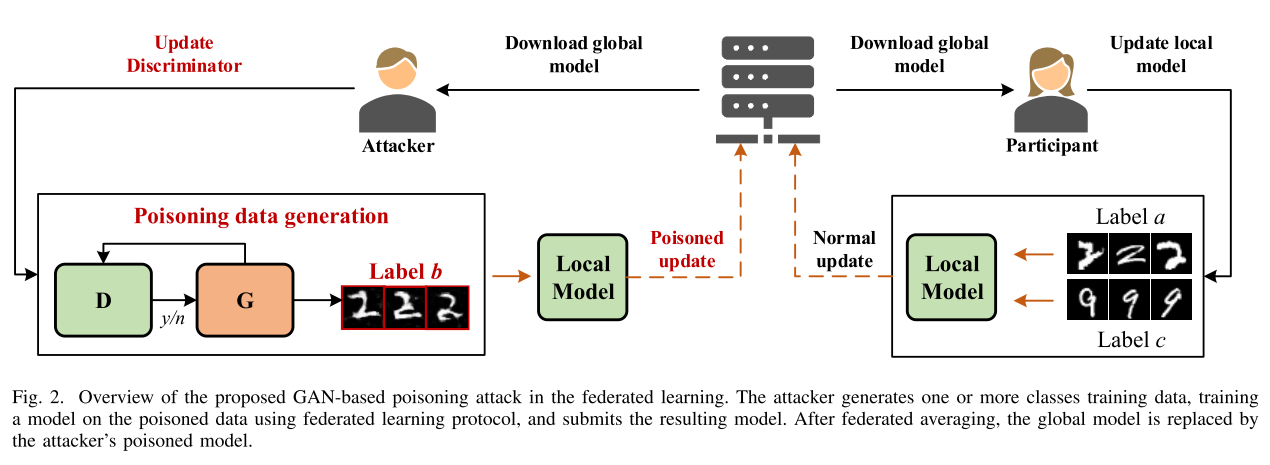 Update
Discriminator
Download global
model
Download global
model
Update local
model
Attacker
Participant
Poisoning data generation
D
y/n
G
Label b
Local
Model
Poisoned
update
Normal
update
Local
Model
Label a
Label c
Fig. 2. Overview of the proposed GAN-based poisoning attack in the federated learning. The attacker generates one or more classes training data, training
a model on the poisoned data using federated learning protocol, and submits the resulting model. After federated averaging, the global model is replaced by
the attacker's poisoned model.